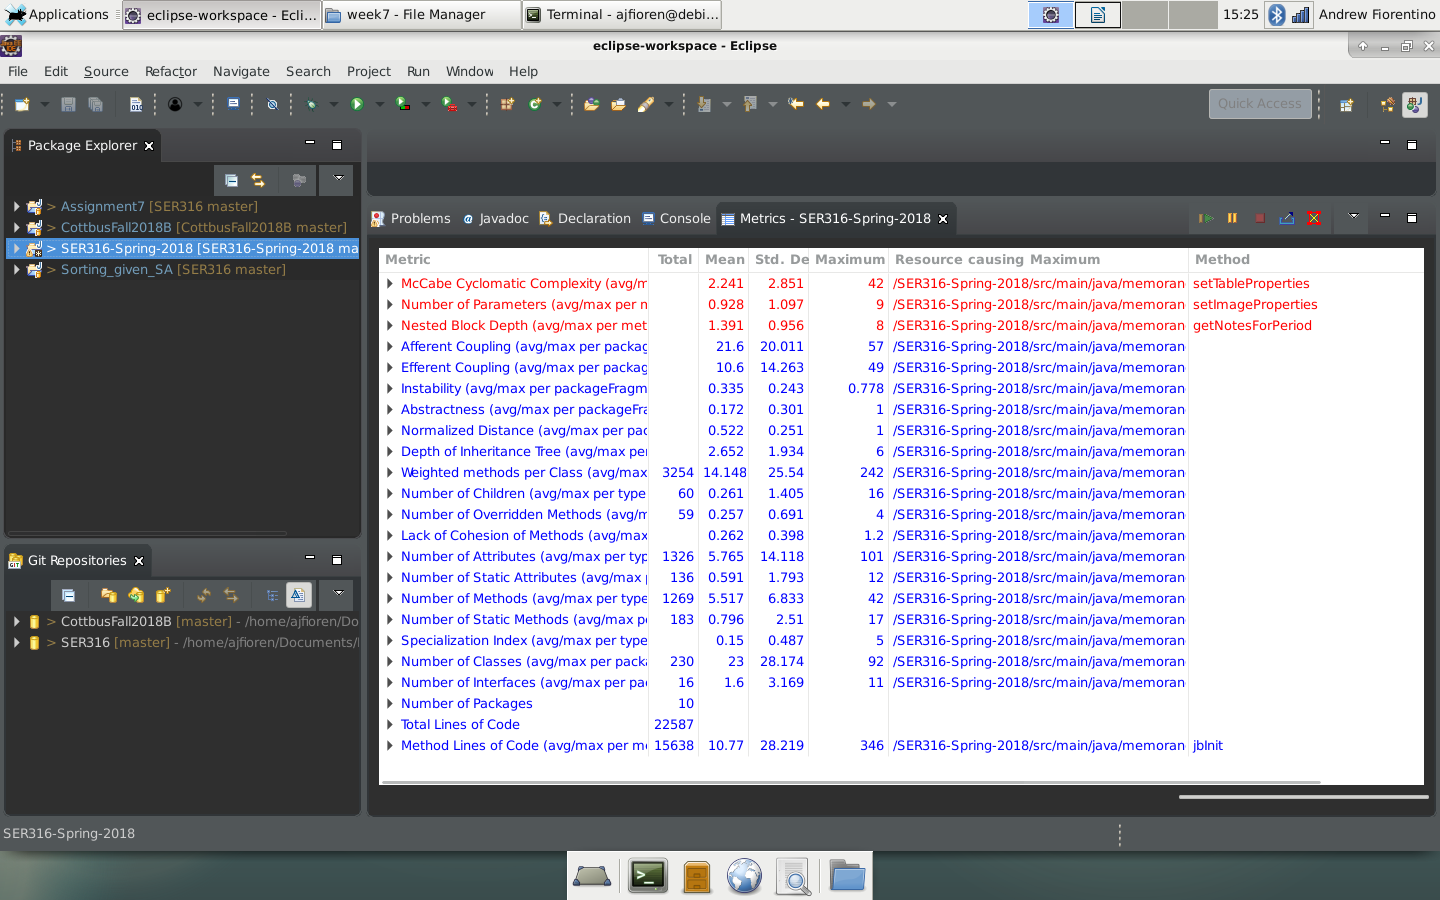 Applications eclipse-workspace - Ecli... week7 - File Manager Terminal - ajfioren@debi... 15:25 Andrew Fiorentino
eclipse-workspace - Eclipse
File Edit Source Refactor Navigate Search Project Run Window Help
Quick Access
Package Explorer
> Assignment7 [SER316 master]
> CottbusFall2018B [CottbusFall2018B master]
> SER316-Spring-2018 [SER316-Spring-2018 ma
> Sorting_given_SA [SER316 master]
Git Repositories
> CottbusFall2018B [master] - /home/ajfioren/Do
> SER316 [master] - /home/ajfioren/Documents/
Problems Javadoc Declaration Console Metrics - SER316-Spring-2018
Metric Total Mean Std. De Maximum Resource causing Maximum Method
McCabe Cyclomatic Complexity (avg/m 2.241 2.851 42 /SER316-Spring-2018/src/main/java/memoran setTableProperties
Number of Parameters (avg/max per n 0.928 1.097 9 /SER316-Spring-2018/src/main/java/memoran setImageProperties
Nested Block Depth (avg/max per met 1.391 0.956 8 /SER316-Spring-2018/src/main/java/memoran getNotesForPeriod
Afferent Coupling (avg/max per packag 21.6 20.011 57 /SER316-Spring-2018/src/main/java/memoran
Efferent Coupling (avg/max per packag 10.6 14.263 49 /SER316-Spring-2018/src/main/java/memoran
Instability (avg/max per packageFragm 0.335 0.243 0.778 /SER316-Spring-2018/src/main/java/memoran
Abstractness (avg/max per packageFra 0.172 0.301 1 /SER316-Spring-2018/src/main/java/memoran
Normalized Distance (avg/max per pac 0.522 0.251 1 /SER316-Spring-2018/src/main/java/memoran
Depth of Inheritance Tree (avg/max per 2.652 1.934 6 /SER316-Spring-2018/src/main/java/memoran
Weighted methods per Class (avg/max 3254 14.148 25.54 242 /SER316-Spring-2018/src/main/java/memoran
Number of Children (avg/max per type 60 0.261 1.405 16 /SER316-Spring-2018/src/main/java/memoran
Number of Overridden Methods (avg/m 59 0.257 0.691 4 /SER316-Spring-2018/src/main/java/memoran
Lack of Cohesion of Methods (avg/max 0.262 0.398 1.2 /SER316-Spring-2018/src/main/java/memoran
Number of Attributes (avg/max per typ 1326 5.765 14.118 101 /SER316-Spring-2018/src/main/java/memoran
Number of Static Attributes (avg/max p 136 0.591 1.793 12 /SER316-Spring-2018/src/main/java/memoran
Number of Methods (avg/max per type 1269 5.517 6.833 42 /SER316-Spring-2018/src/main/java/memoran
Number of Static Methods (avg/max pe 183 0.796 2.51 17 /SER316-Spring-2018/src/main/java/memoran
Specialization Index (avg/max per type 0.15 0.487 5 /SER316-Spring-2018/src/main/java/memoran
Number of Classes (avg/max per packa 230 23 28.174 92 /SER316-Spring-2018/src/main/java/memoran
Number of Interfaces (avg/max per pac 16 1.6 3.169 11 /SER316-Spring-2018/src/main/java/memoran
Number of Packages 10
Total Lines of Code 22587
Method Lines of Code (avg/max per me 15638 10.77 28.219 346 /SER316-Spring-2018/src/main/java/memoran jbInit
SER316-Spring-2018